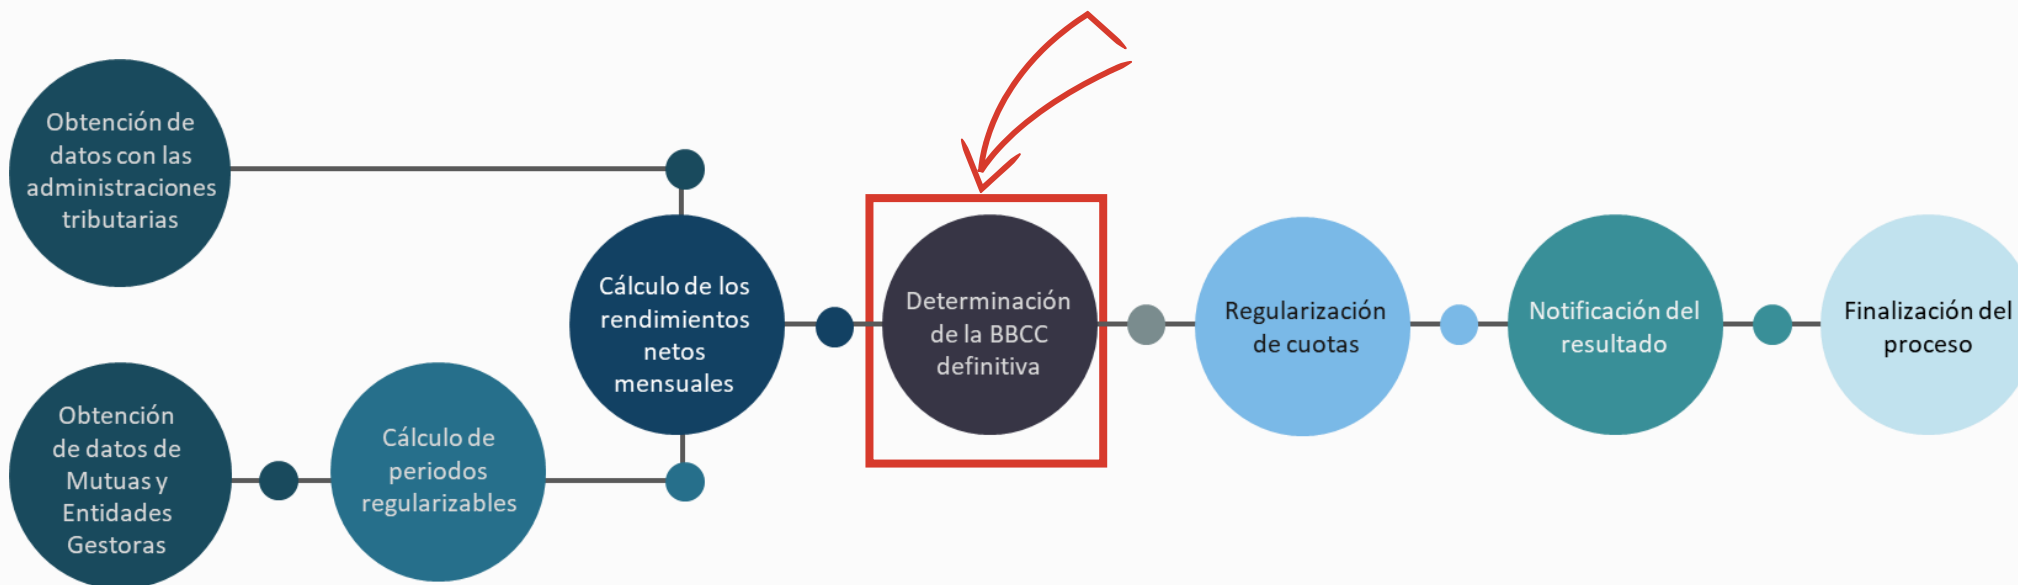 Obtención de
datos con las
administraciones
tributarias
Obtención
de datos de
Mutuas y
Entidades
Gestoras
Cálculo de
periodos
regularizables
Cálculo de los
rendimientos
netos
mensuales
Determinación
de la BBCC
definitiva
Regularización
de cuotas
Notificación del
resultado
Finalización del
proceso